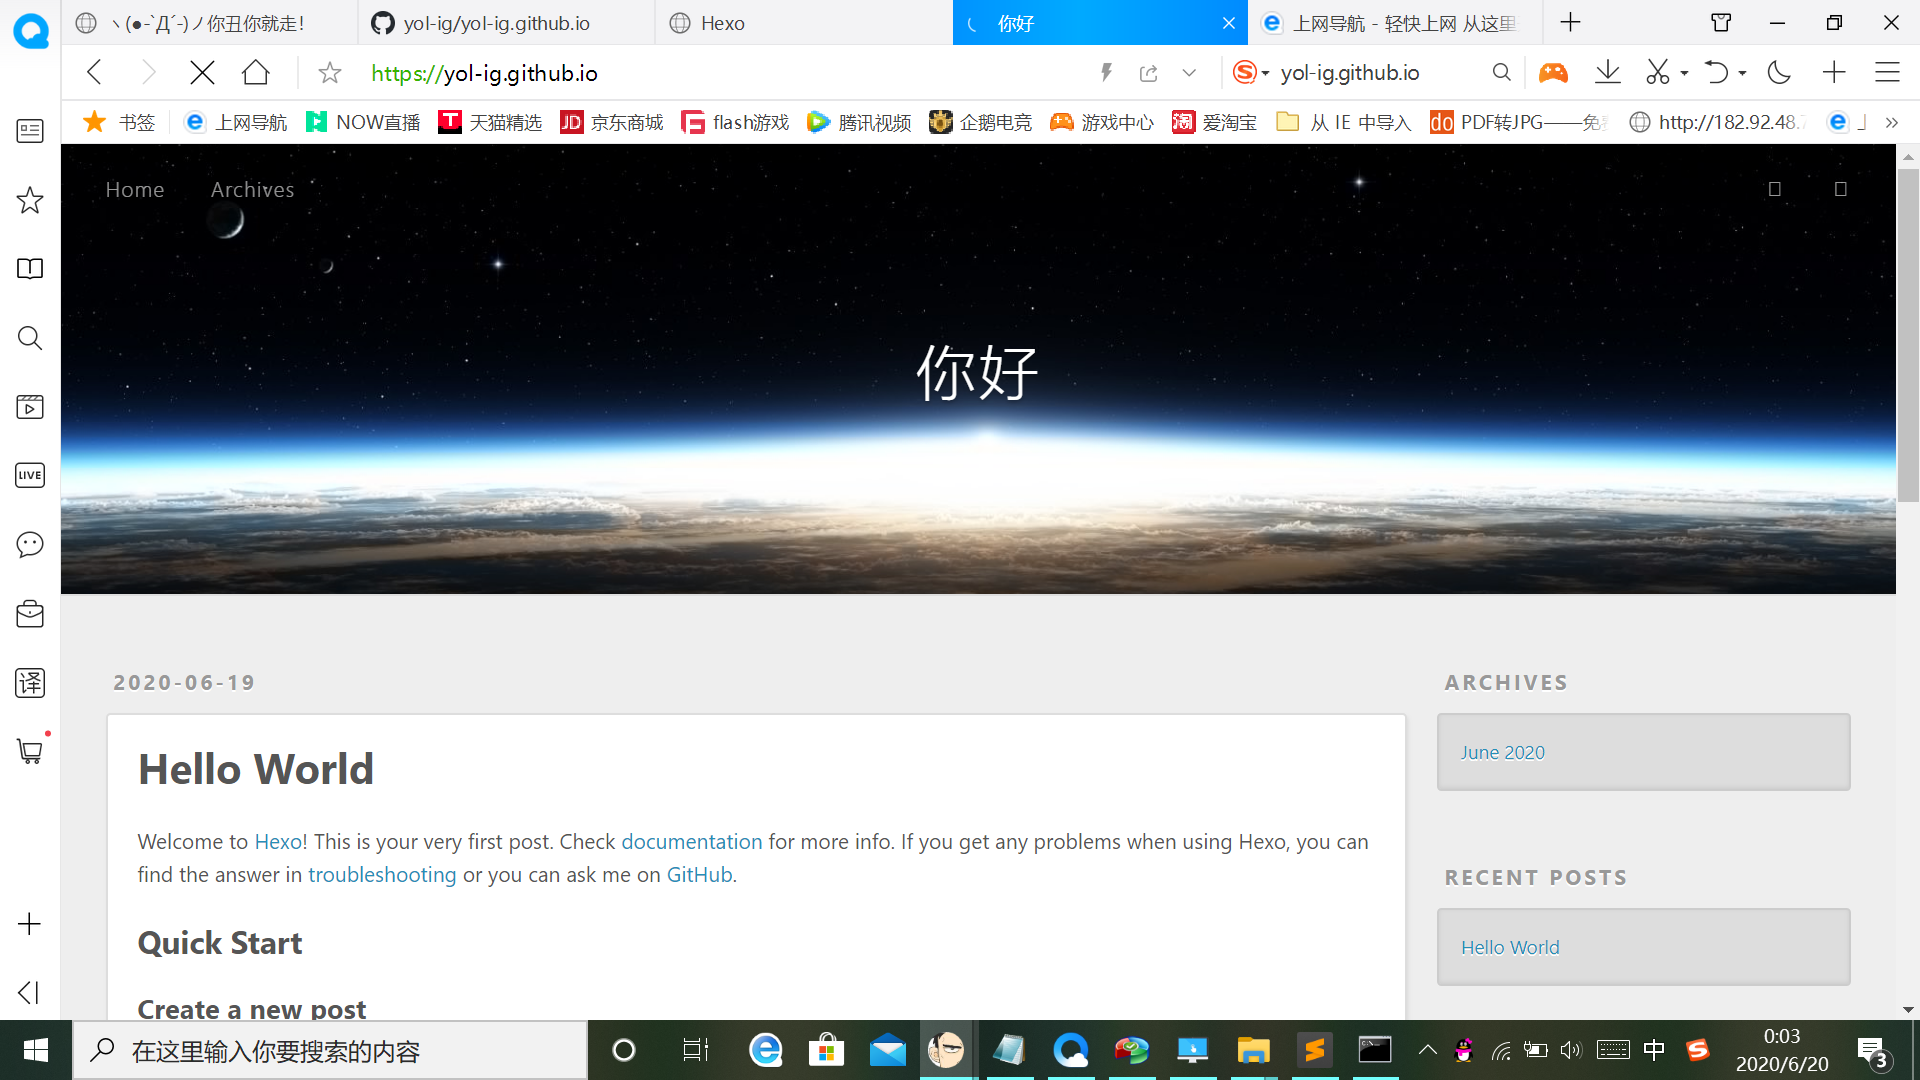 ヽ(●-`Д´-)ノ你丑你就走!
yol-ig/yol-ig.github.io
Hexo
你好
上网导航 - 轻快上网 从这里
https://yol-ig.github.io
yol-ig.github.io
书签
上网导航
NOW直播
天猫精选
京东商城
flash游戏
腾讯视频
企鹅电竞
游戏中心
爱淘宝
从 IE 中导入
PDF转JPG——免
http://182.92.48.
Home
Archives
LIVE
译
你好
2020-06-19
Hello World
Welcome to Hexo! This is your very first post. Check documentation for more info. If you get any problems when using Hexo, you can
find the answer in troubleshooting or you can ask me on GitHub.
Quick Start
Create a new post
ARCHIVES
June 2020
RECENT POSTS
Hello World
在这里输入你要搜索的内容
中
0:03
2020/6/20
3